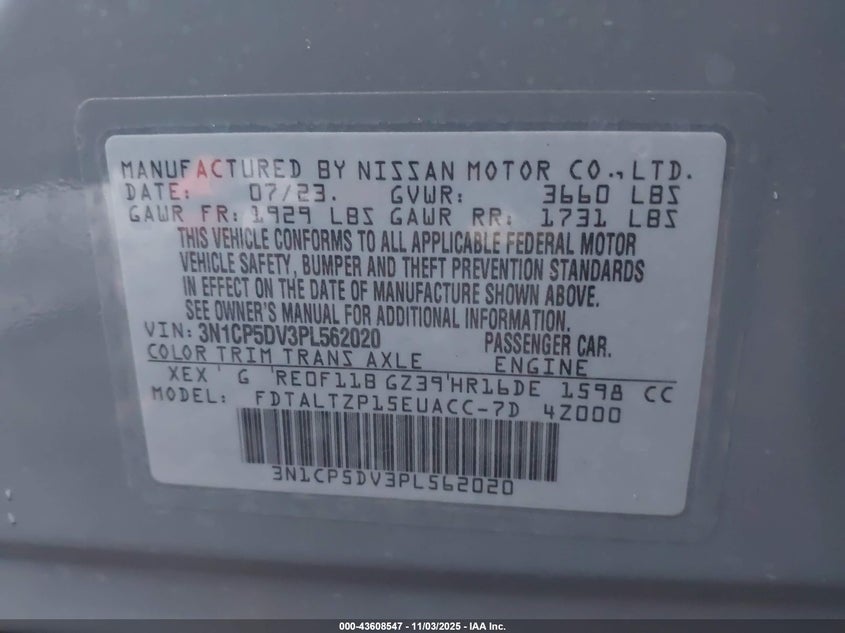 MANUFACTURED BY NISSAN MOTOR CO., LTD.
DATE: 07/23. GVWR: 3660 LBS
GAWR FR: 1929 LBS GAWR RR: 1731 LBS
THIS VEHICLE CONFORMS TO ALL APPLICABLE FEDERAL MOTOR
VEHICLE SAFETY, BUMPER AND THEFT PREVENTION STANDARDS
IN EFFECT ON THE DATE OF MANUFACTURE SHOWN ABOVE.
SEE OWNER'S MANUAL FOR ADDITIONAL INFORMATION.
VIN: 3N1CP5DV3PL562020 PASSENGER CAR.
COLOR TRIM TRANS AXLE ENGINE
XEX G RE0F11B GZ39 HR16DE 1598 CC
MODEL: FDTALTZP15EUACC-7D 4Z000
3N1CP5DV3PL562020
000-43608547 - 11/03/2025 - IAA Inc.